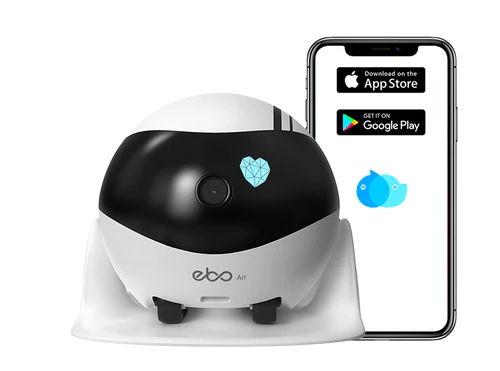 Download on the
App Store
GET IT ON
Google Play
ebo Air